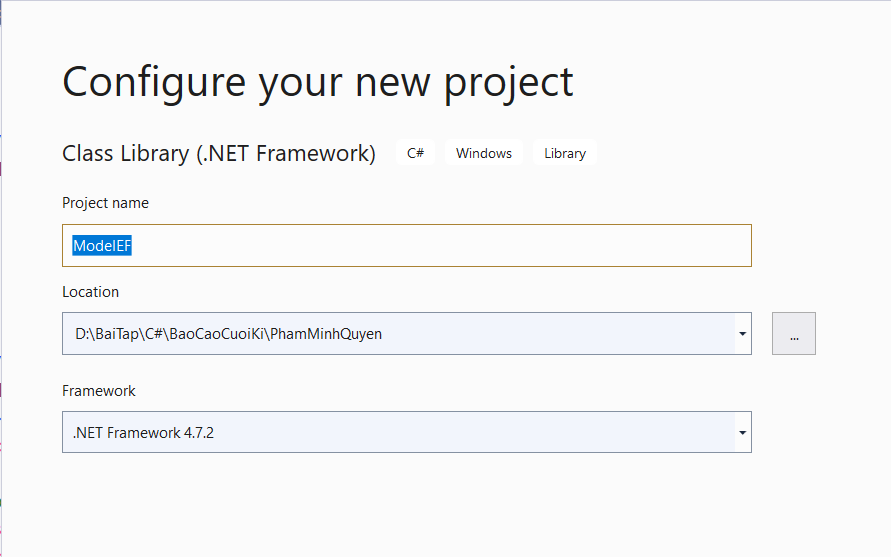 Configure your new project
Class Library (.NET Framework) C# Windows Library
Project name
ModelEF
Location
D:\BaiTap\C#\BaoCaoCuoiKi\PhamMinhQuyen
...
Framework
.NET Framework 4.7.2